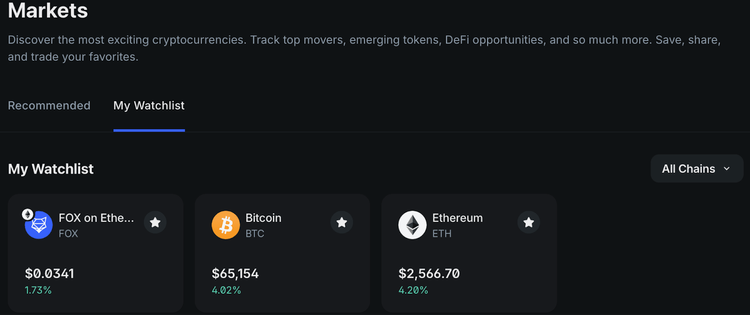 Markets
Discover the most exciting cryptocurrencies. Track top movers, emerging tokens, DeFi opportunities, and so much more. Save, share,
and trade your favorites.
Recommended
My Watchlist
My Watchlist
All Chains
FOX on Ethe...
FOX
$0.0341
1.73%
Bitcoin
BTC
$65,154
4.02%
Ethereum
ETH
$2,566.70
4.20%